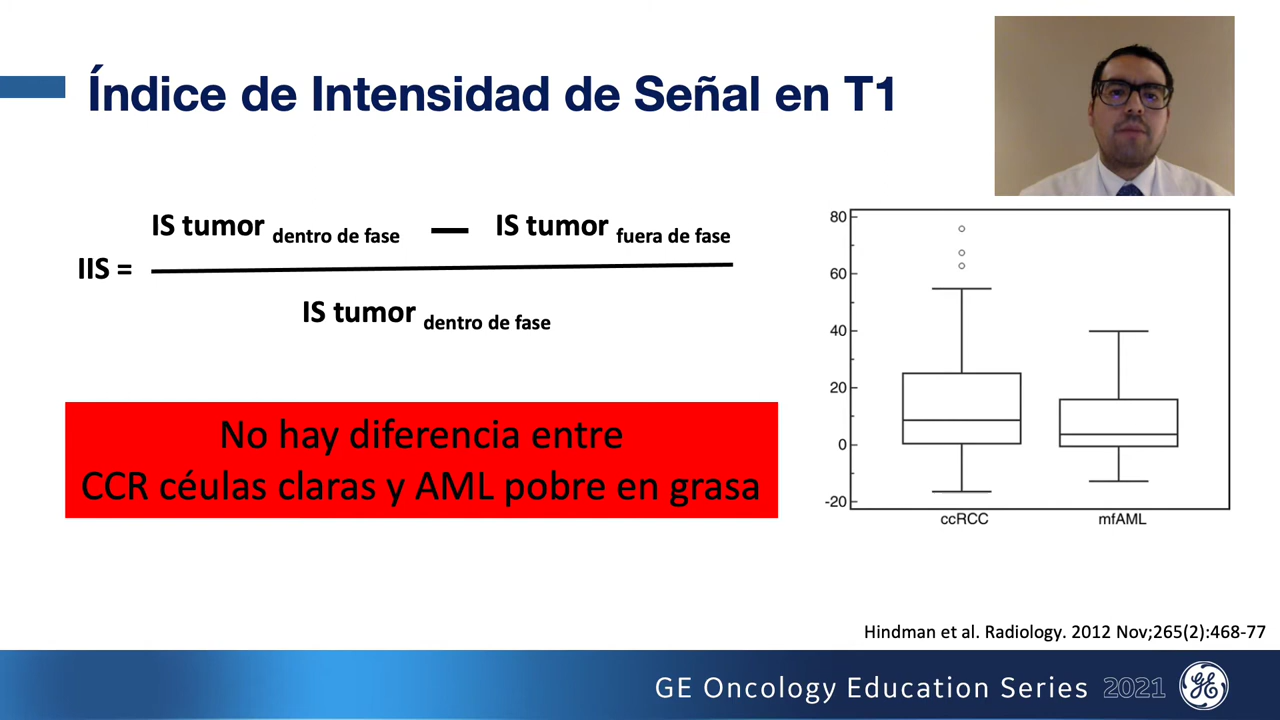 Índice de Intensidad de Señal en T1
IS tumor dentro de fase — IS tumor fuera de fase
IIS =
IS tumor dentro de fase
No hay diferencia entre
CCR céulas claras y AML pobre en grasa
80
60
40
20
0
-20
ccRCC mfAML
Hindman et al. Radiology. 2012 Nov;265(2):468-77
GE Oncology Education Series 2021
GE